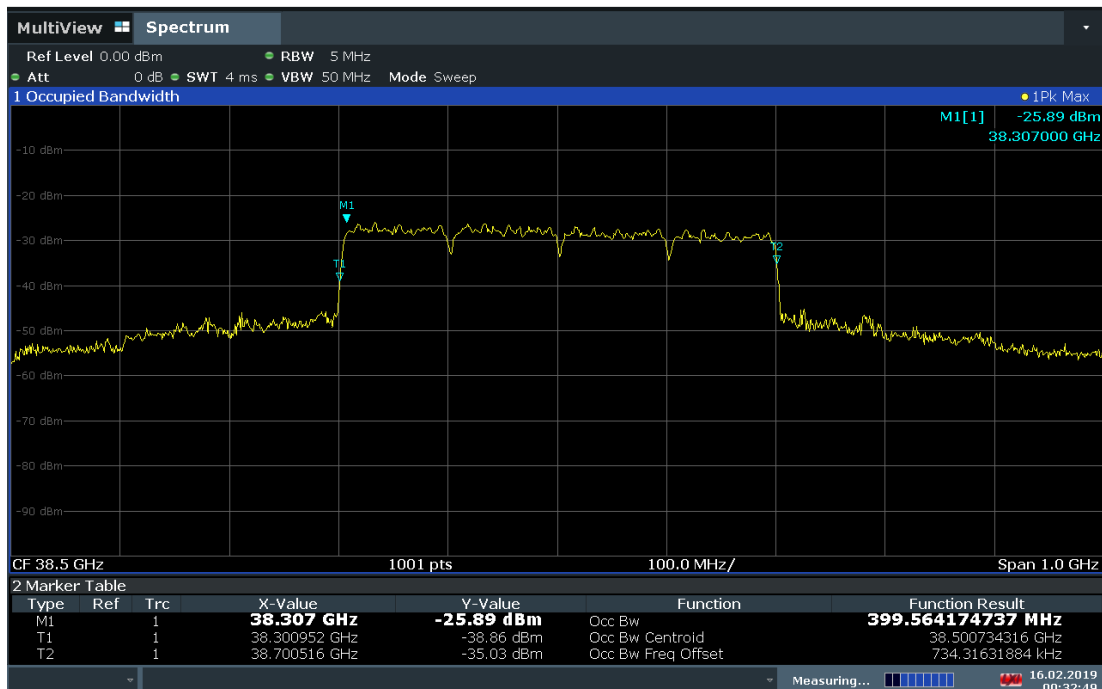 MultiView Spectrum
Ref Level 0.00 dBm RBW 5 MHz
Att 0 dB SWT 4 ms VBW 50 MHz Mode Sweep
1 Occupied Bandwidth 1Pk Max
M1[1] -25.89 dBm
38.307000 GHz
-10 dBm
-20 dBm
M1
-30 dBm
T2
T1
-40 dBm
-50 dBm
-60 dBm
-70 dBm
-80 dBm
-90 dBm
CF 38.5 GHz 1001 pts 100.0 MHz/ Span 1.0 GHz
2 Marker Table
Type Ref Trc X-Value Y-Value Function Function Result
M1 1 38.307 GHz -25.89 dBm Occ Bw 399.564174737 MHz
T1 1 38.300952 GHz -38.86 dBm Occ Bw Centroid 38.500734316 GHz
T2 1 38.700516 GHz -35.03 dBm Occ Bw Freq Offset 734.31631884 kHz
Measuring... 16.02.2019
00:32:49